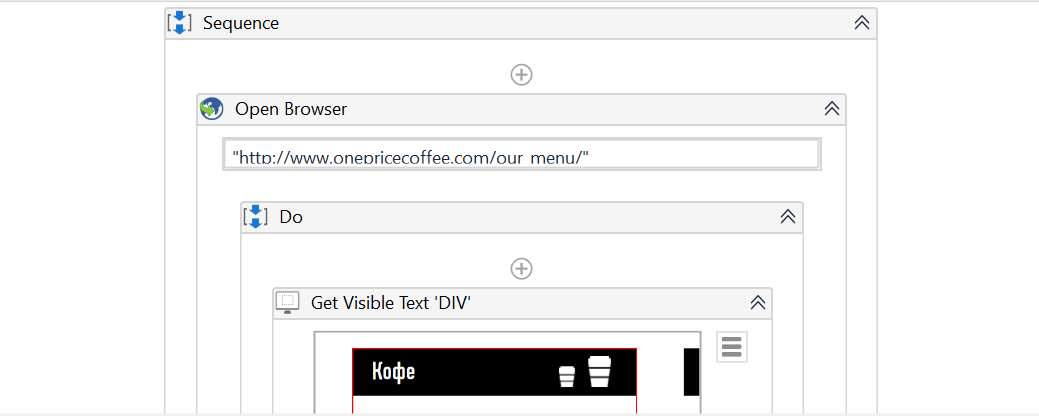 Sequence
Open Browser
"http://www.onepricecoffee.com/our_menu/"
Do
Get Visible Text 'DIV'
Кофе